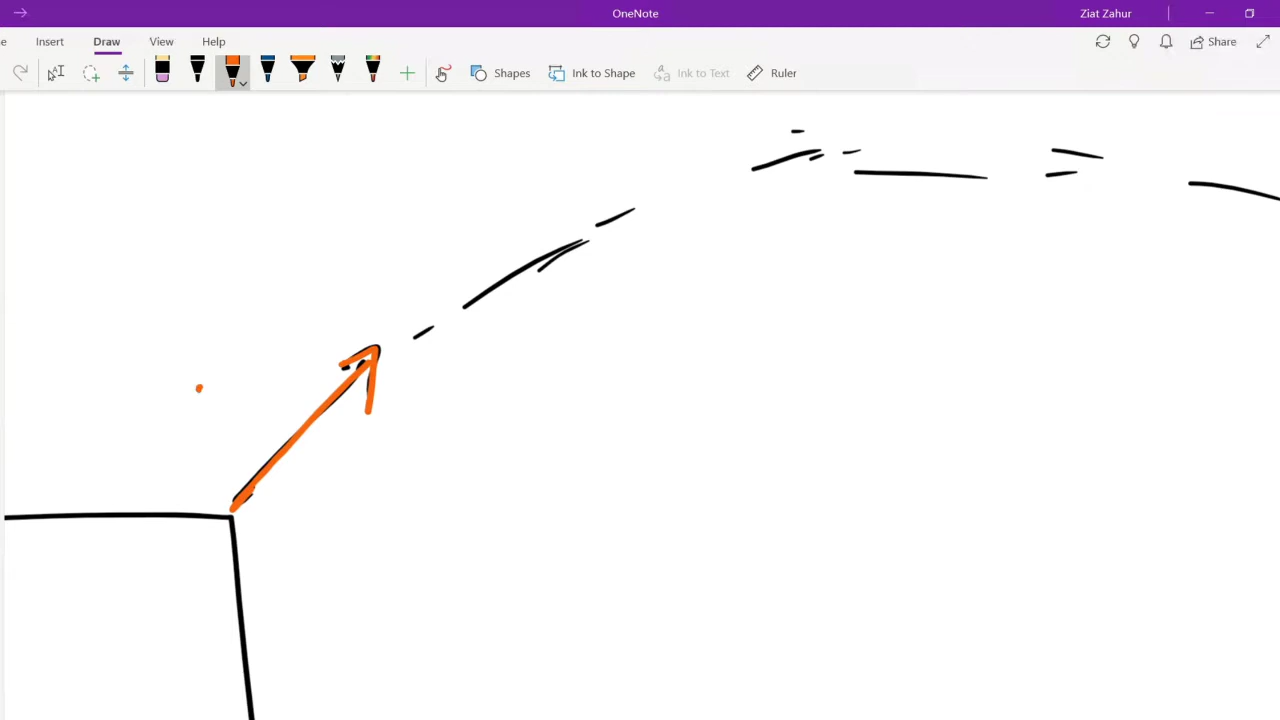 OneNote
Ziat Zahur
Insert Draw View Help
Share
Shapes
Ink to Shape
Ink to Text
Ruler